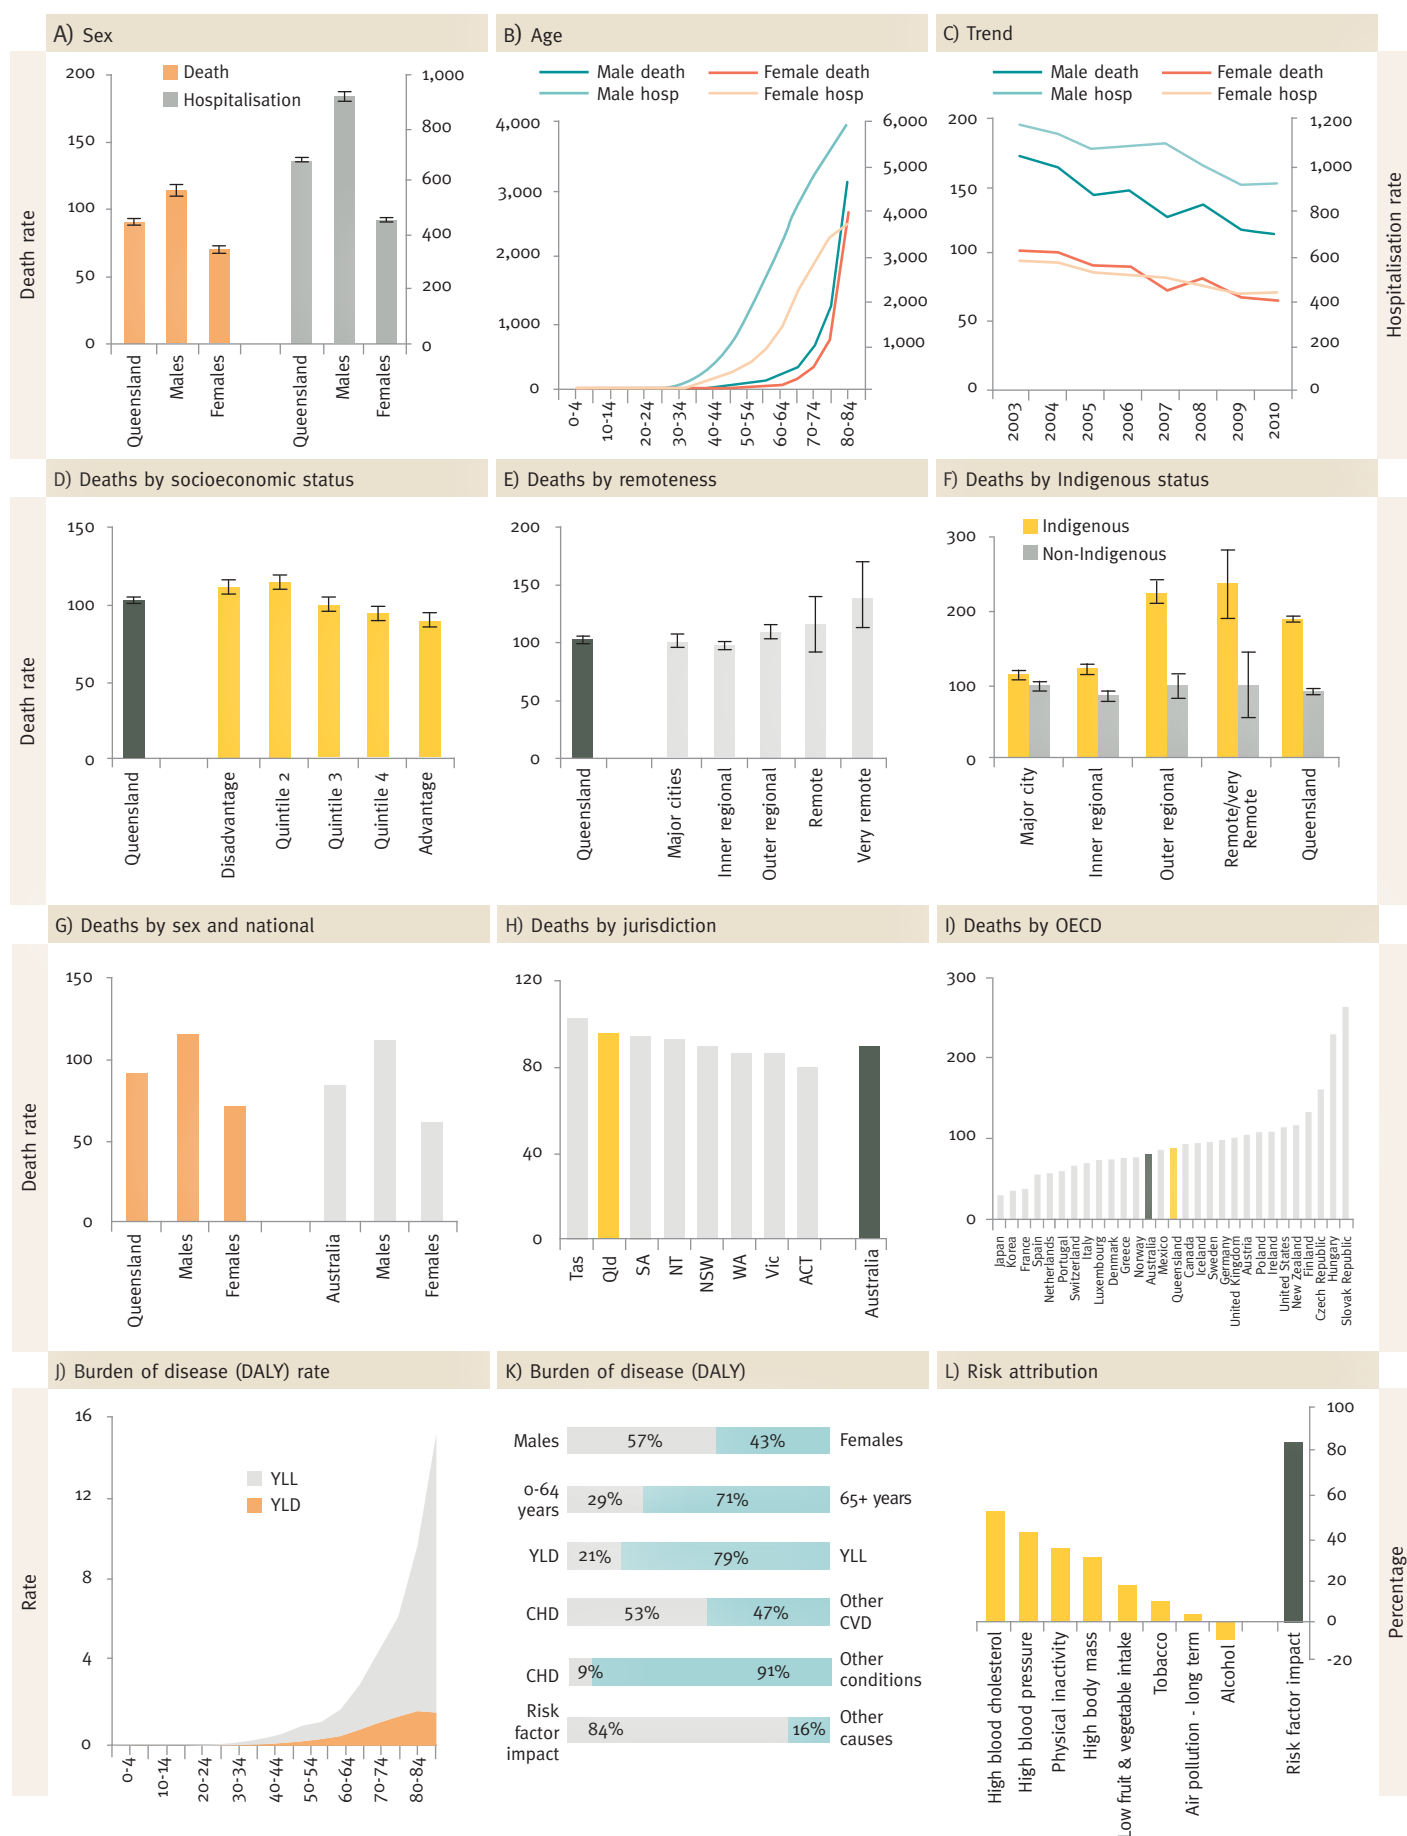 A) Sex
Death rate
200
150
100
50
0
Death
Hospitalisation
1,000
800
600
400
200
0
Queensland
Males
Females
Queensland
Males
Females
B) Age
Male death
Female death
Male hosp
Female hosp
4,000
3,000
2,000
1,000
0
6,000
5,000
4,000
3,000
2,000
1,000
0
0-4
10-14
20-24
30-34
40-44
50-54
60-64
70-74
80-84
C) Trend
Male death
Female death
Male hosp
Female hosp
200
150
100
50
0
1,200
1,000
800
600
400
200
0
2003
2004
2005
2006
2007
2008
2009
2010
Hospitalisation rate
D) Deaths by socioeconomic status
Death rate
150
100
50
0
Queensland
Disadvantage
Quintile 2
Quintile 3
Quintile 4
Advantage
E) Deaths by remoteness
200
150
100
50
0
Queensland
Major cities
Inner regional
Outer regional
Remote
Very remote
F) Deaths by Indigenous status
Indigenous
Non-Indigenous
300
200
100
0
Major city
Inner regional
Outer regional
Remote/very
Remote
Queensland
G) Deaths by sex and national
Death rate
150
100
50
0
Queensland
Males
Females
Australia
Males
Females
H) Deaths by jurisdiction
120
80
40
0
Tas
Qld
SA
NT
NSW
WA
Vic
ACT
Australia
I) Deaths by OECD
300
200
100
0
Japan
Korea
France
Spain
Netherlands
Portugal
Switzerland
Italy
Luxembourg
Denmark
Greece
Norway
Australia
Mexico
Queensland
Canada
Iceland
Sweden
Germany
United Kingdom
Austria
Poland
Ireland
United States
New Zealand
Finland
Czech Republic
Hungary
Slovak Republic
J) Burden of disease (DALY) rate
Rate
16
12
8
4
0
YLL
YLD
0-4
10-14
20-24
30-34
40-44
50-54
60-64
70-74
80-84
K) Burden of disease (DALY)
Males 57% 43% Females
0-64
years
29% 71% 65+ years
YLD 21% 79% YLL
CHD 53% 47%
Other
CVD
CHD 9% 91%
Other
conditions
Risk
factor
impact
84% 16%
Other
causes
L) Risk attribution
100
80
60
40
20
0
-20
High blood cholesterol
High blood pressure
Physical inactivity
High body mass
Low fruit & vegetable intake
Tobacco
Air pollution - long term
Alcohol
Risk factor impact
Percentage